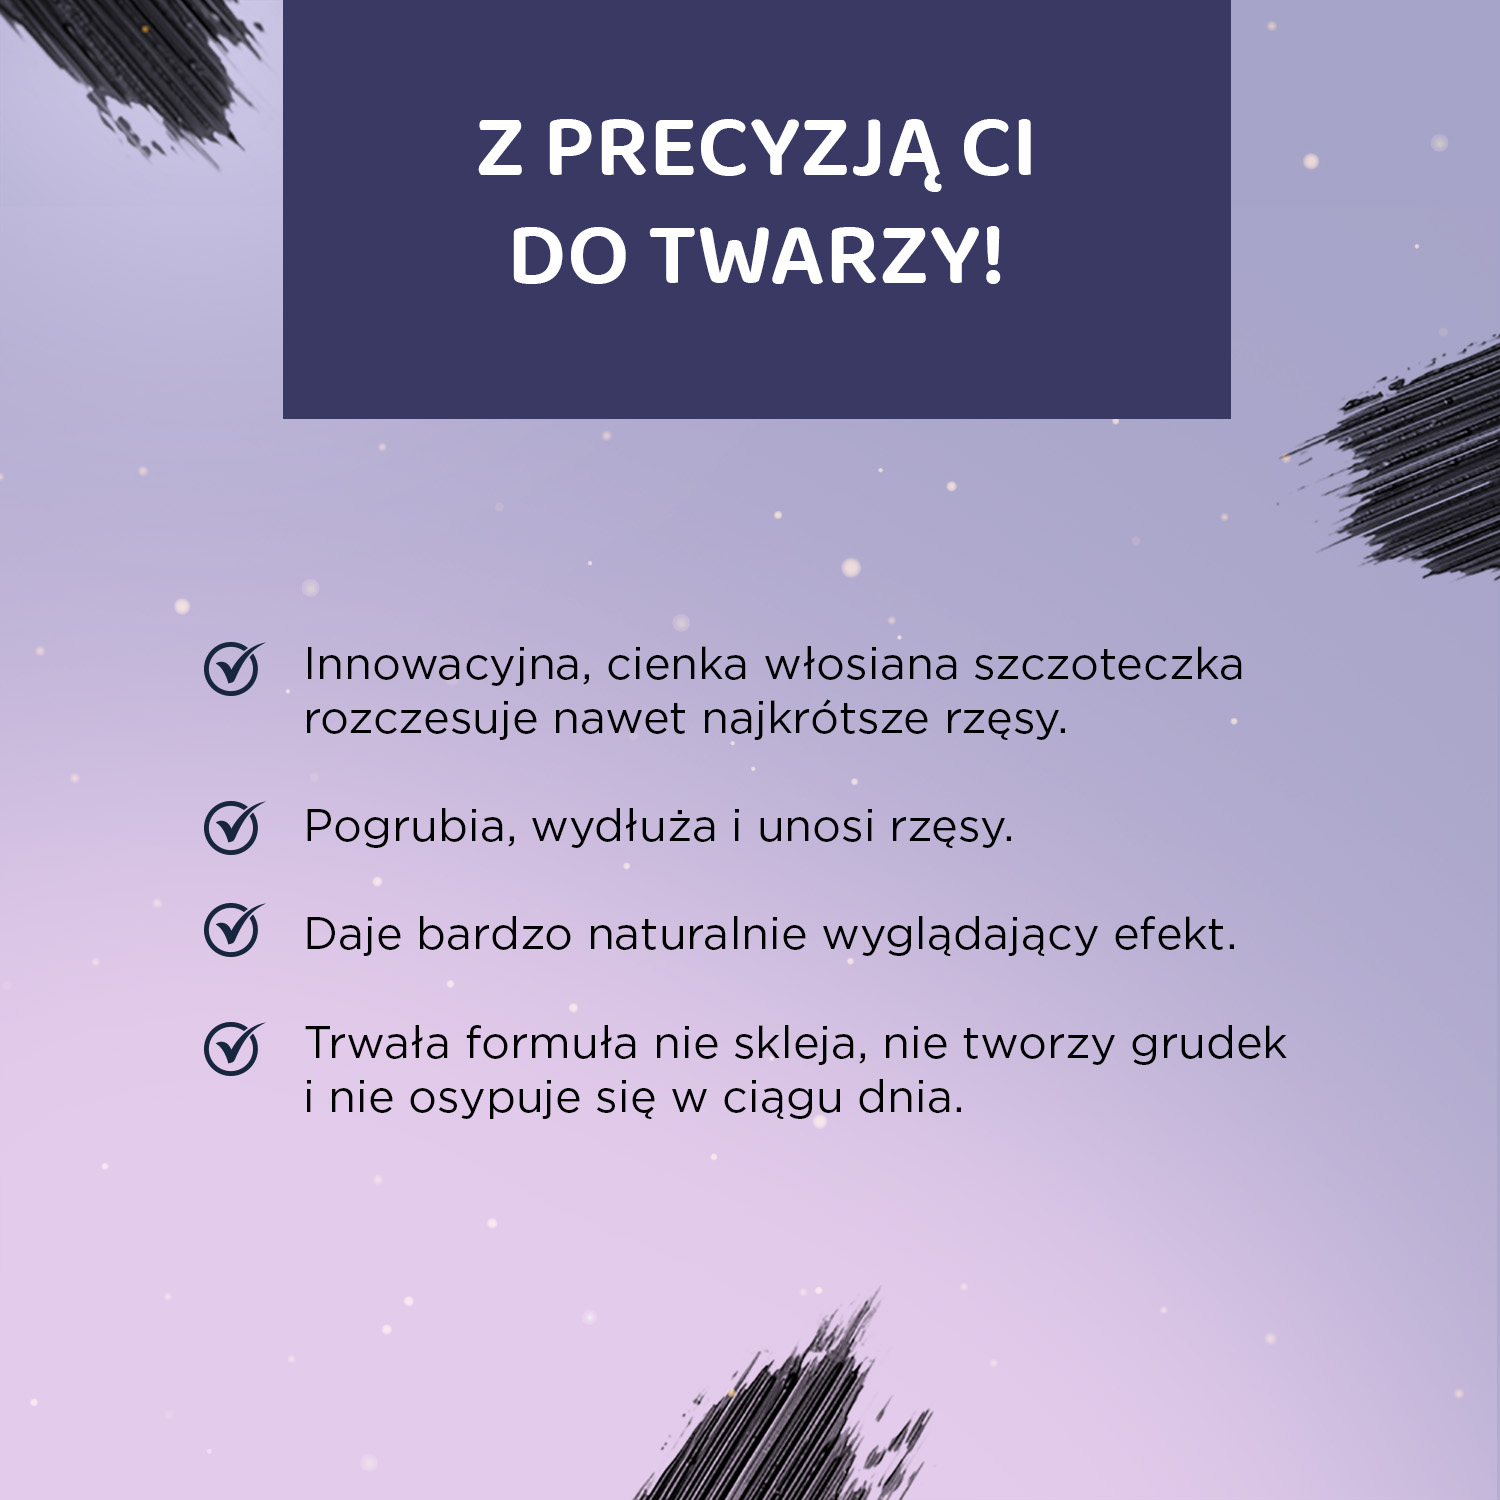 Z PRECYZJĄ CI
DO TWARZY!
Innowacyjna, cienka włosiana szczoteczka
rozczesuje nawet najkrótsze rzęsy.
Pogrubia, wydłuża i unosi rzęsy.
Daje bardzo naturalnie wyglądający efekt.
Trwała formuła nie skleja, nie tworzy grudek
i nie osypuje się w ciągu dnia.